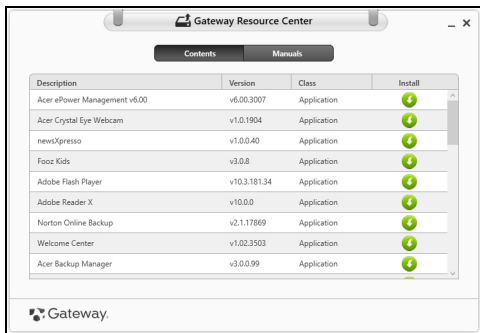 Gateway Resource Center
Contents Manuals
Description Version Class Install
Acer ePower Management v6.00 v6.00.3007 Application
Acer Crystal Eye Webcam v1.0.1904 Application
newsXpresso v1.0.0.40 Application
Fooz Kids v3.0.8 Application
Adobe Flash Player v10.3.181.34 Application
Adobe Reader X v10.0.0 Application
Norton Online Backup v2.1.17869 Application
Welcome Center v1.02.3503 Application
Acer Backup Manager v3.0.0.99 Application
Gateway.